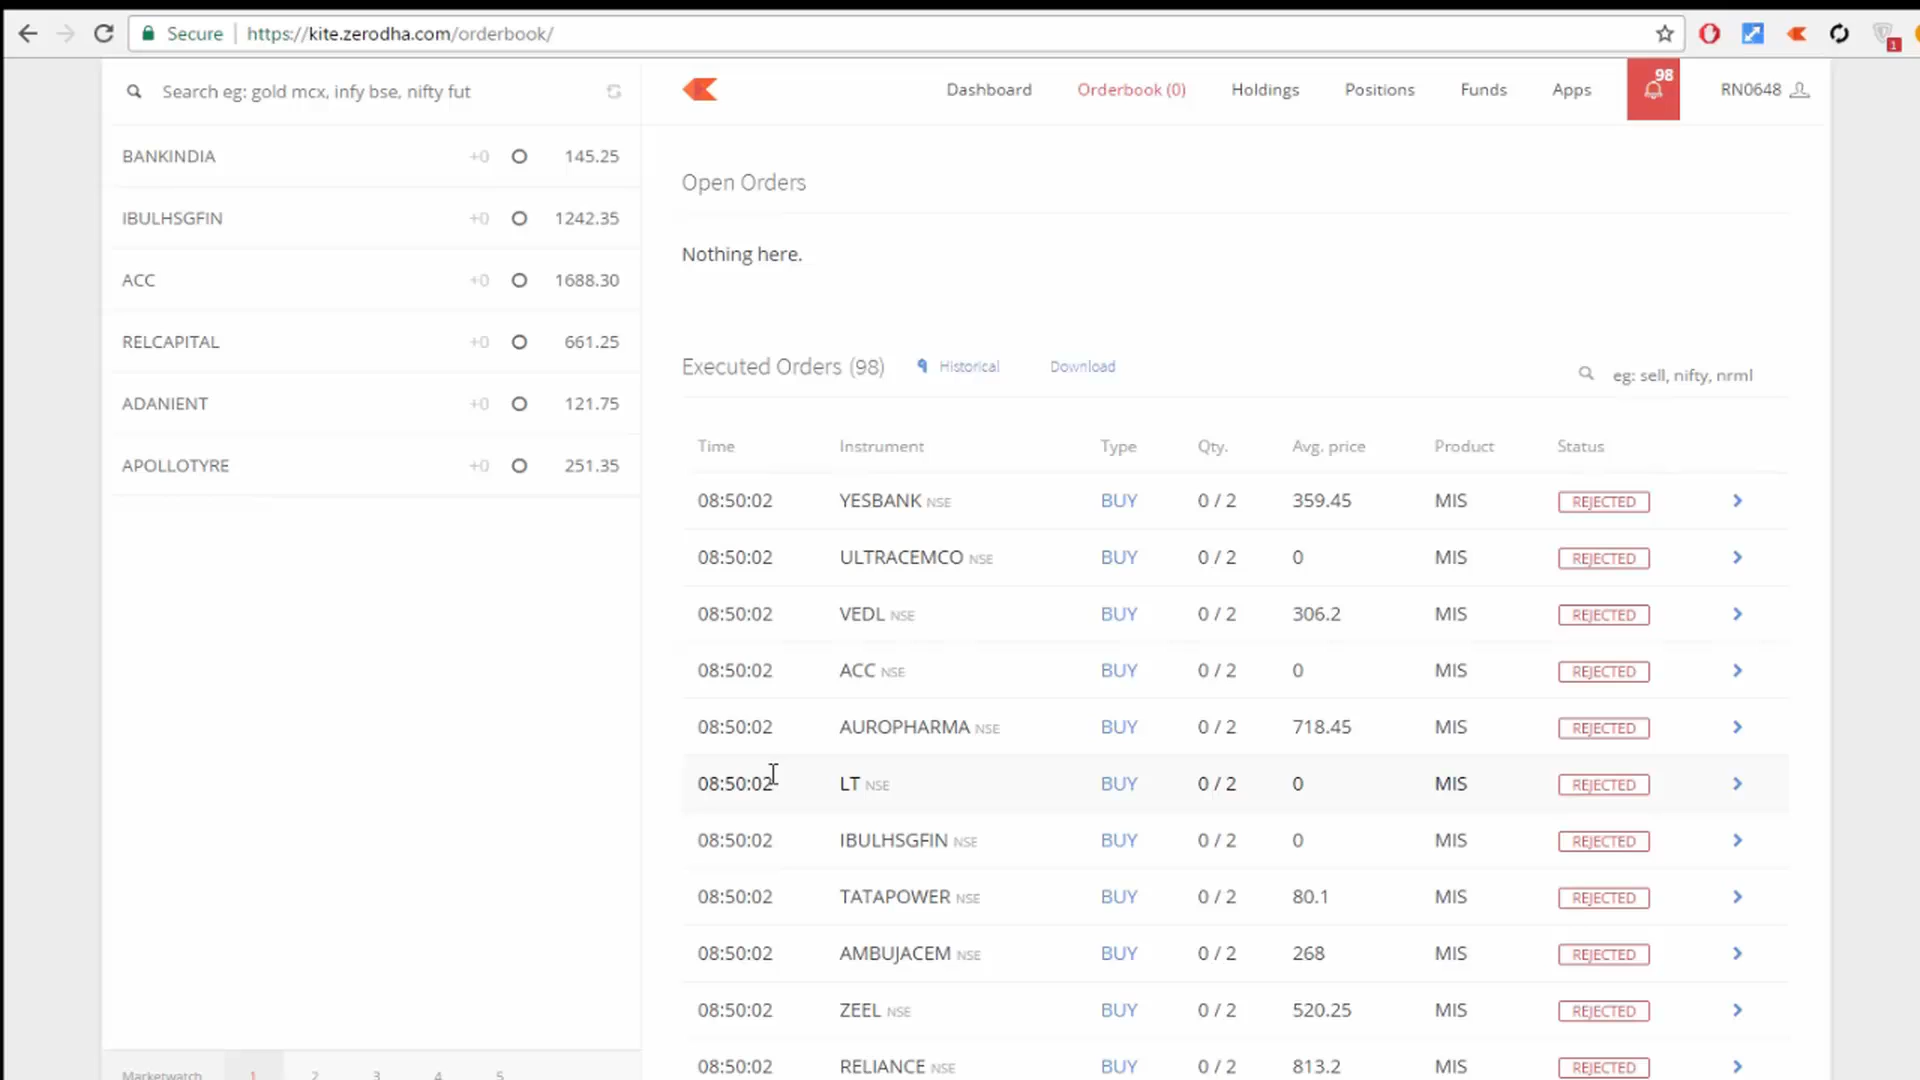 Secure https://kite.zerodha.com/orderbook/
1
Search eg: gold mcx, infy bse, nifty fut
BANKINDIA +0 145.25
IBULHSGFIN +0 1242.35
ACC +0 1688.30
RELCAPITAL +0 661.25
ADANIENT +0 121.75
APOLLOTYRE +0 251.35
Marketwatch 1 2 3 4 5
Dashboard Orderbook (0) Holdings Positions Funds Apps 98 RN0648
Open Orders
Nothing here.
Executed Orders (98) Historical Download eg: sell, nifty, nrml
Time Instrument Type Qty. Avg. price Product Status
08:50:02 YESBANK NSE BUY 0 / 2 359.45 MIS REJECTED
08:50:02 ULTRACEMCO NSE BUY 0 / 2 0 MIS REJECTED
08:50:02 VEDL NSE BUY 0 / 2 306.2 MIS REJECTED
08:50:02 ACC NSE BUY 0 / 2 0 MIS REJECTED
08:50:02 AUROPHARMA NSE BUY 0 / 2 718.45 MIS REJECTED
08:50:02 LT NSE BUY 0 / 2 0 MIS REJECTED
08:50:02 IBULHSGFIN NSE BUY 0 / 2 0 MIS REJECTED
08:50:02 TATAPOWER NSE BUY 0 / 2 80.1 MIS REJECTED
08:50:02 AMBUJACEM NSE BUY 0 / 2 268 MIS REJECTED
08:50:02 ZEEL NSE BUY 0 / 2 520.25 MIS REJECTED
08:50:02 RELIANCE NSE BUY 0 / 2 813.2 MIS REJECTED